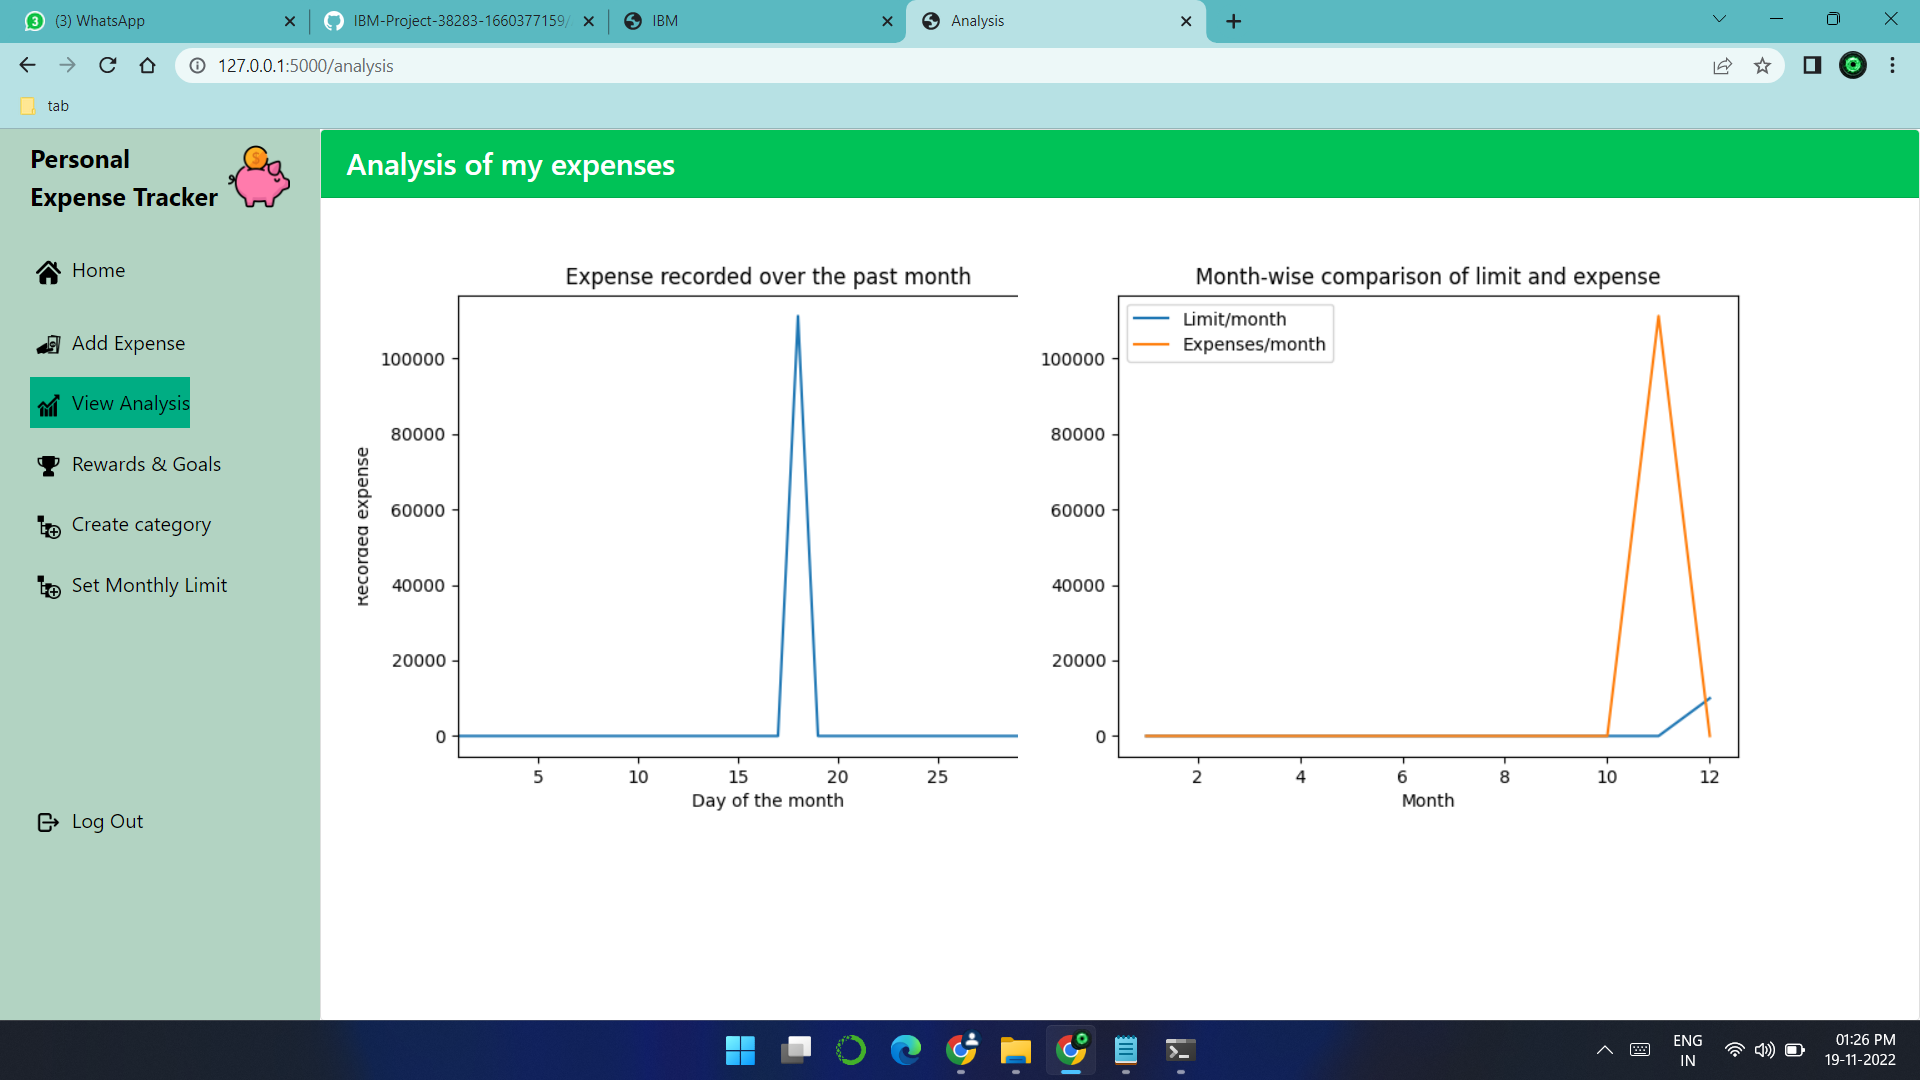 (3) WhatsApp
IBM-Project-38283-1660377159/
IBM
Analysis
127.0.0.1:5000/analysis
tab
Personal
Expense Tracker
Home
Add Expense
View Analysis
Rewards & Goals
Create category
Set Monthly Limit
Log Out
Analysis of my expenses
Expense recorded over the past month
Recorded expense
100000
80000
60000
40000
20000
0
5 10 15 20 25
Day of the month
Month-wise comparison of limit and expense
Limit/month
Expenses/month
100000
80000
60000
40000
20000
0
2 4 6 8 10 12
Month
ENG
IN
01:26 PM
19-11-2022